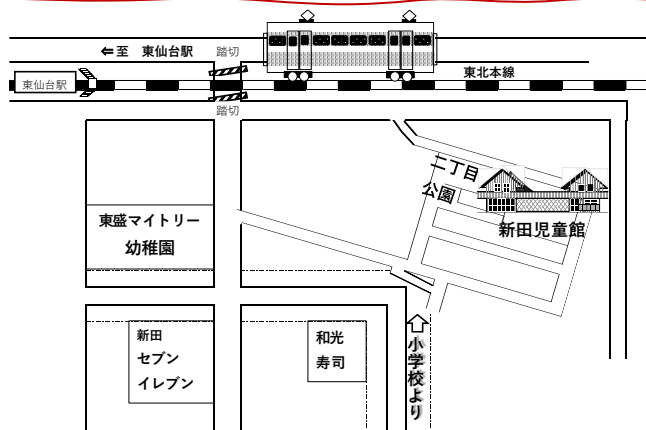 ⇐至 東仙台駅
踏切
東北本線
東仙台駅
踏切
二丁目
公園
新田児童館
東盛マイトリー
幼稚園
新田
セブン
イレブン
和光
寿司
小学校より